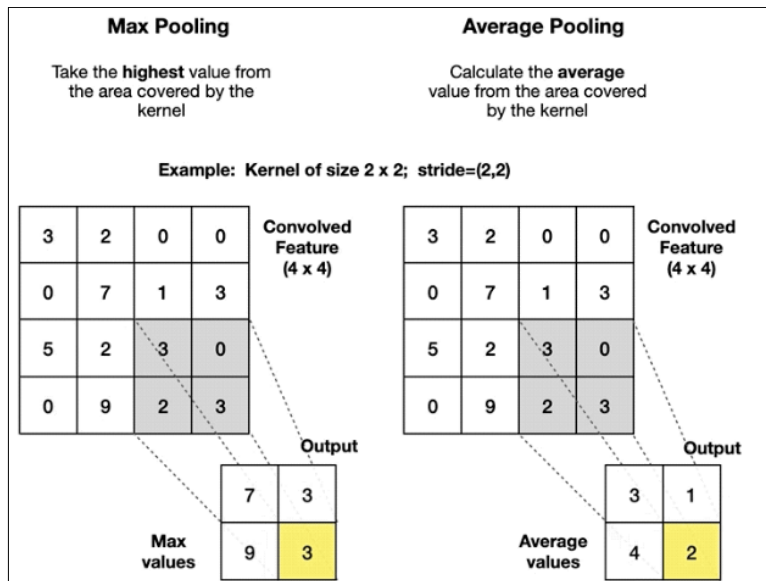 Max Pooling
Take the highest value from
the area covered by the
kernel
Average Pooling
Calculate the average
value from the area covered
by the kernel
Example: Kernel of size 2 x 2; stride=(2,2)
3 2 0 0
0 7 1 3
5 2 3 0
0 9 2 3
Convolved
Feature
(4 x 4)
Output
7 3
9 3
Max
values
3 2 0 0
0 7 1 3
5 2 3 0
0 9 2 3
Convolved
Feature
(4 x 4)
Output
3 1
4 2
Average
values